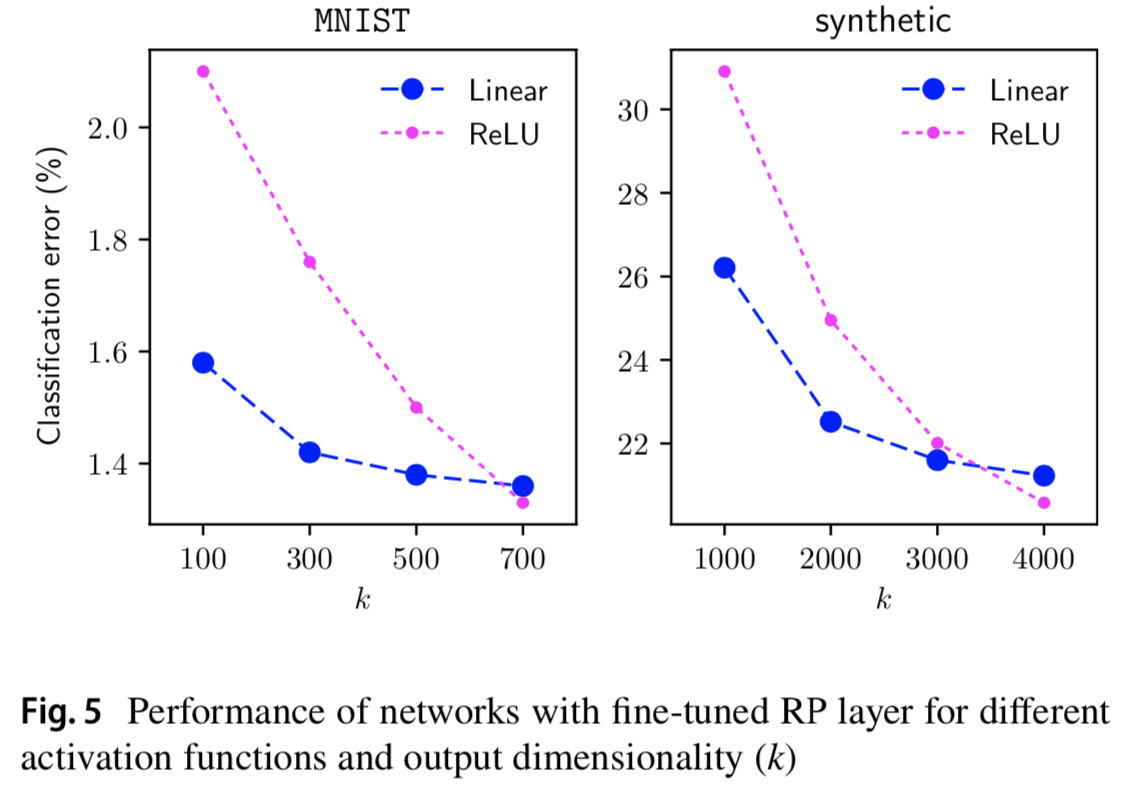 MNIST
synthetic
Classification error (%)
2.0
1.8
1.6
1.4
Linear
ReLU
100 300 500 700
k
30
28
26
24
22
Linear
ReLU
1000 2000 3000 4000
k
Fig. 5 Performance of networks with fine-tuned RP layer for different
activation functions and output dimensionality (k)